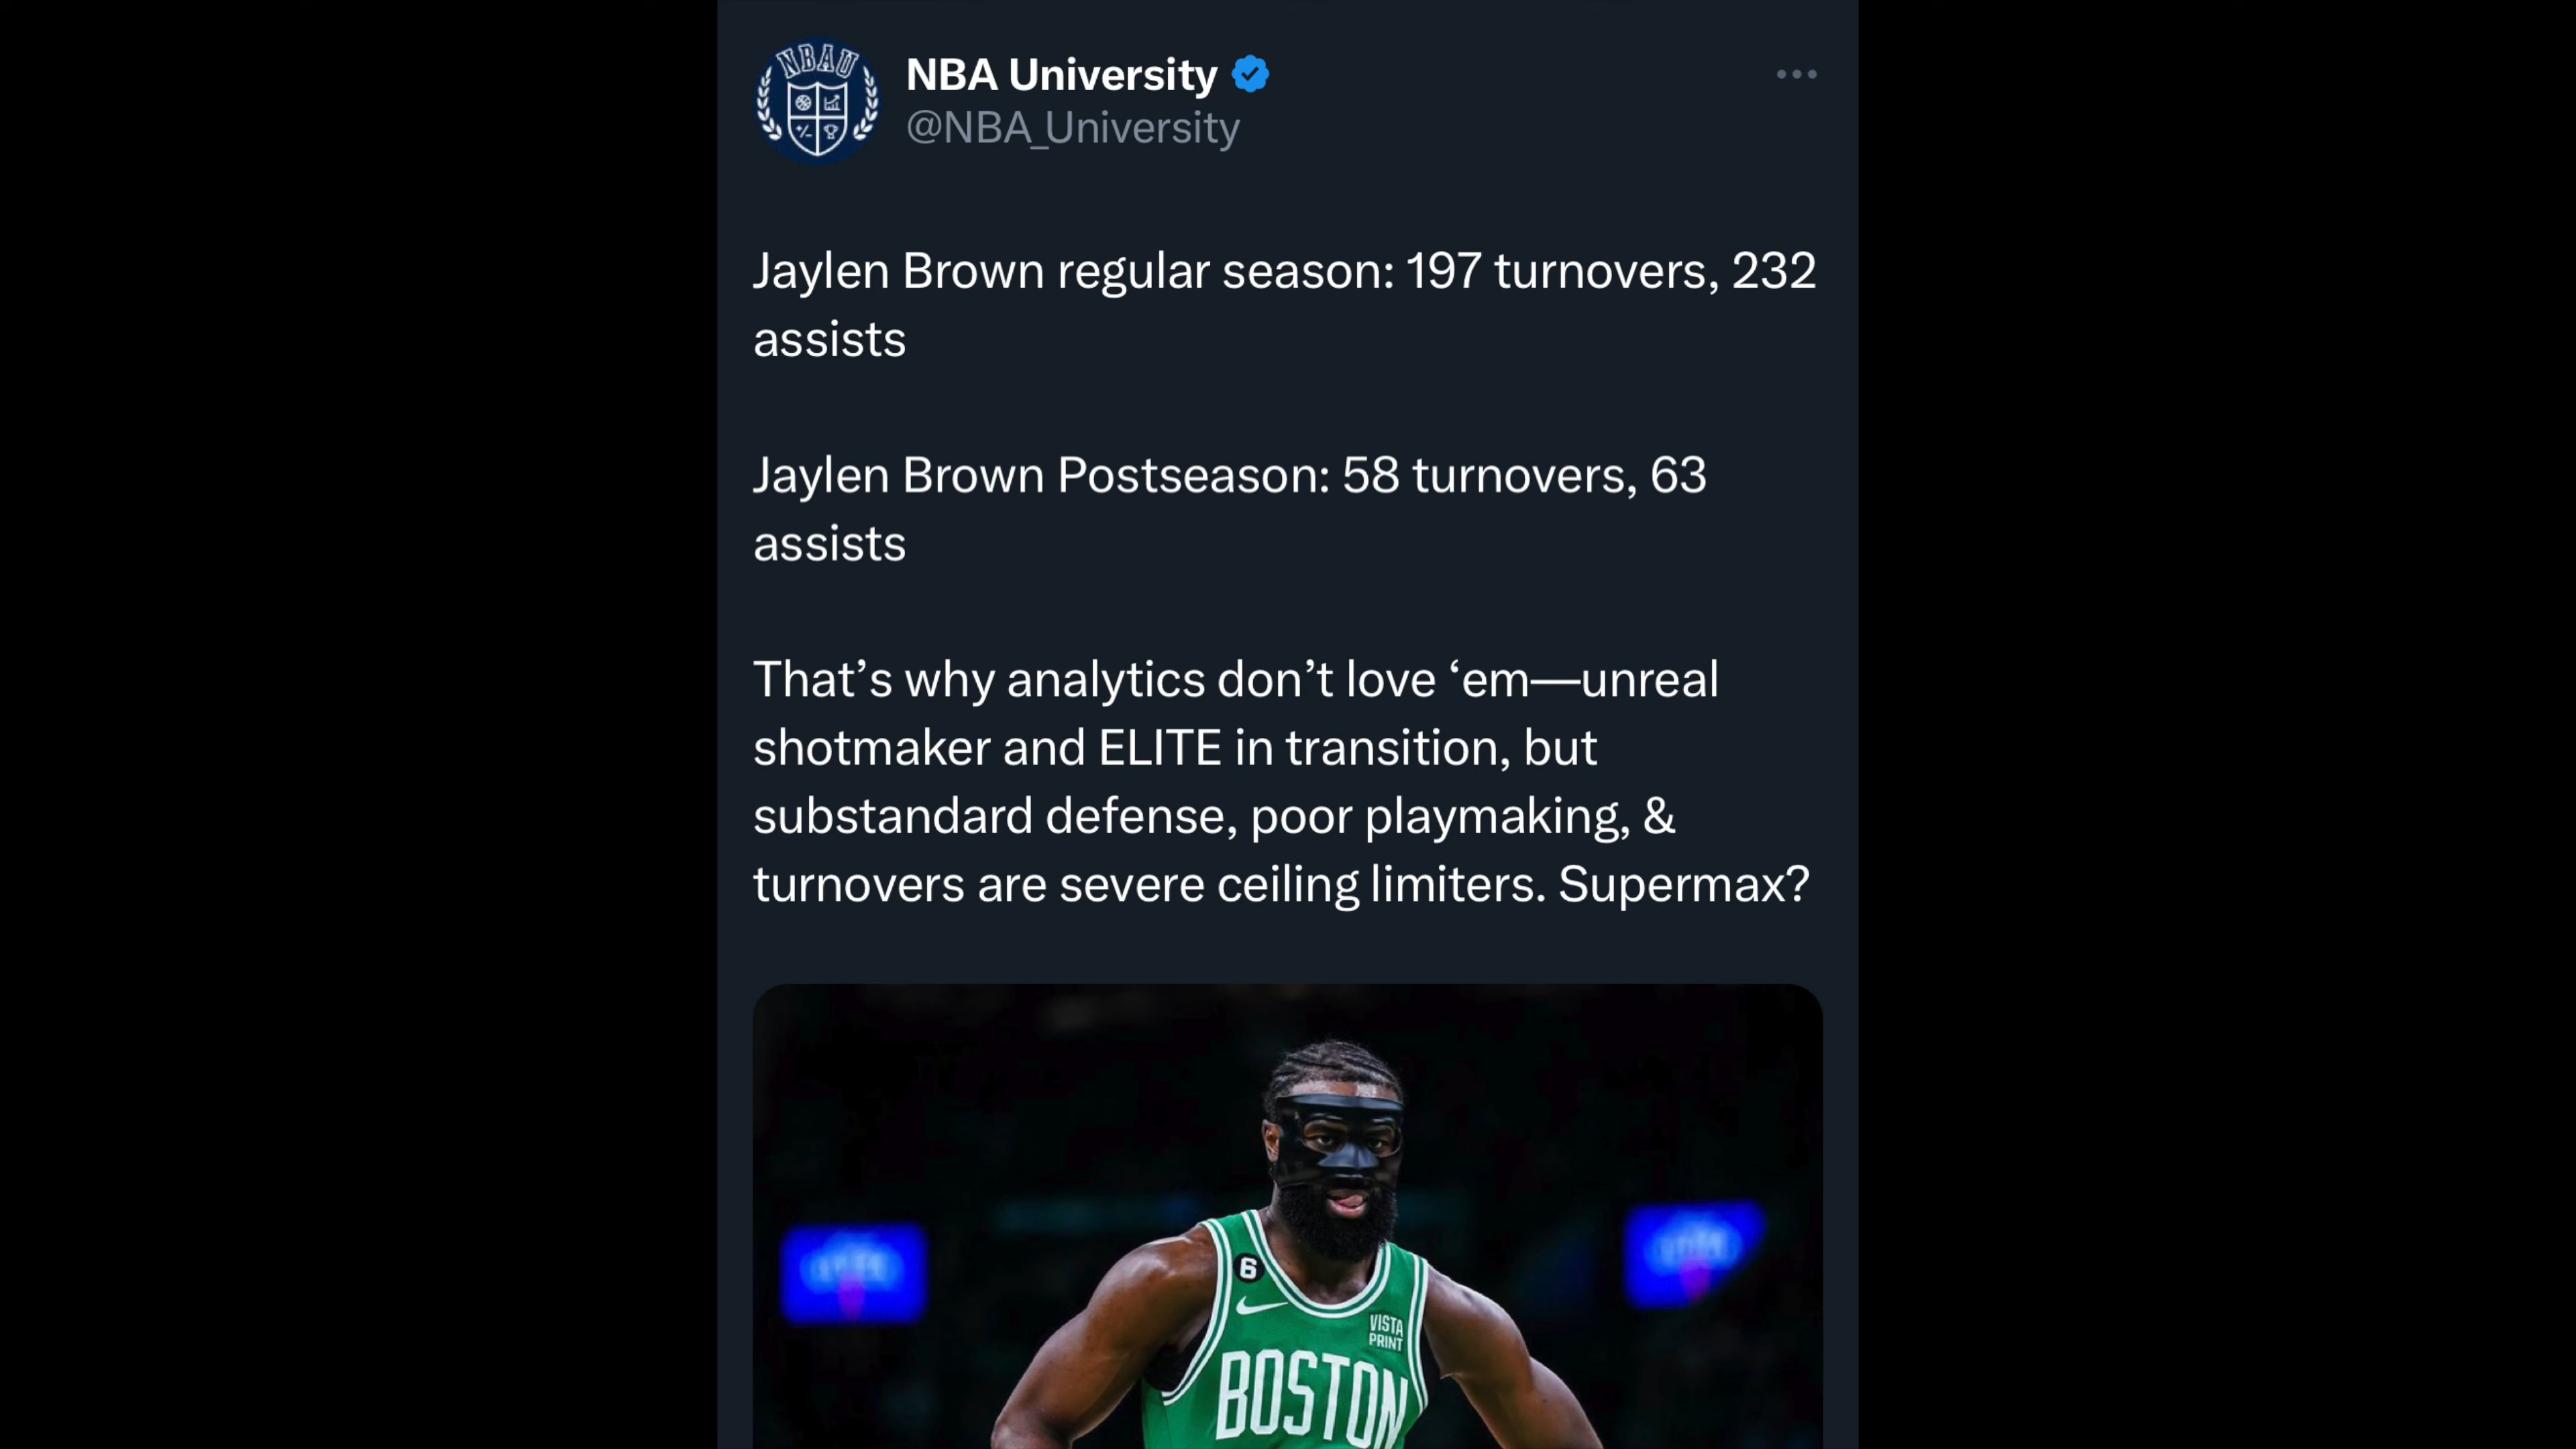 NBAU
NBA University
@NBA_University
Jaylen Brown regular season: 197 turnovers, 232
assists
Jaylen Brown Postseason: 58 turnovers, 63
assists
That’s why analytics don’t love ‘em—unreal
shotmaker and ELITE in transition, but
substandard defense, poor playmaking, &
turnovers are severe ceiling limiters. Supermax?
6
VISTA
PRINT
BOSTON